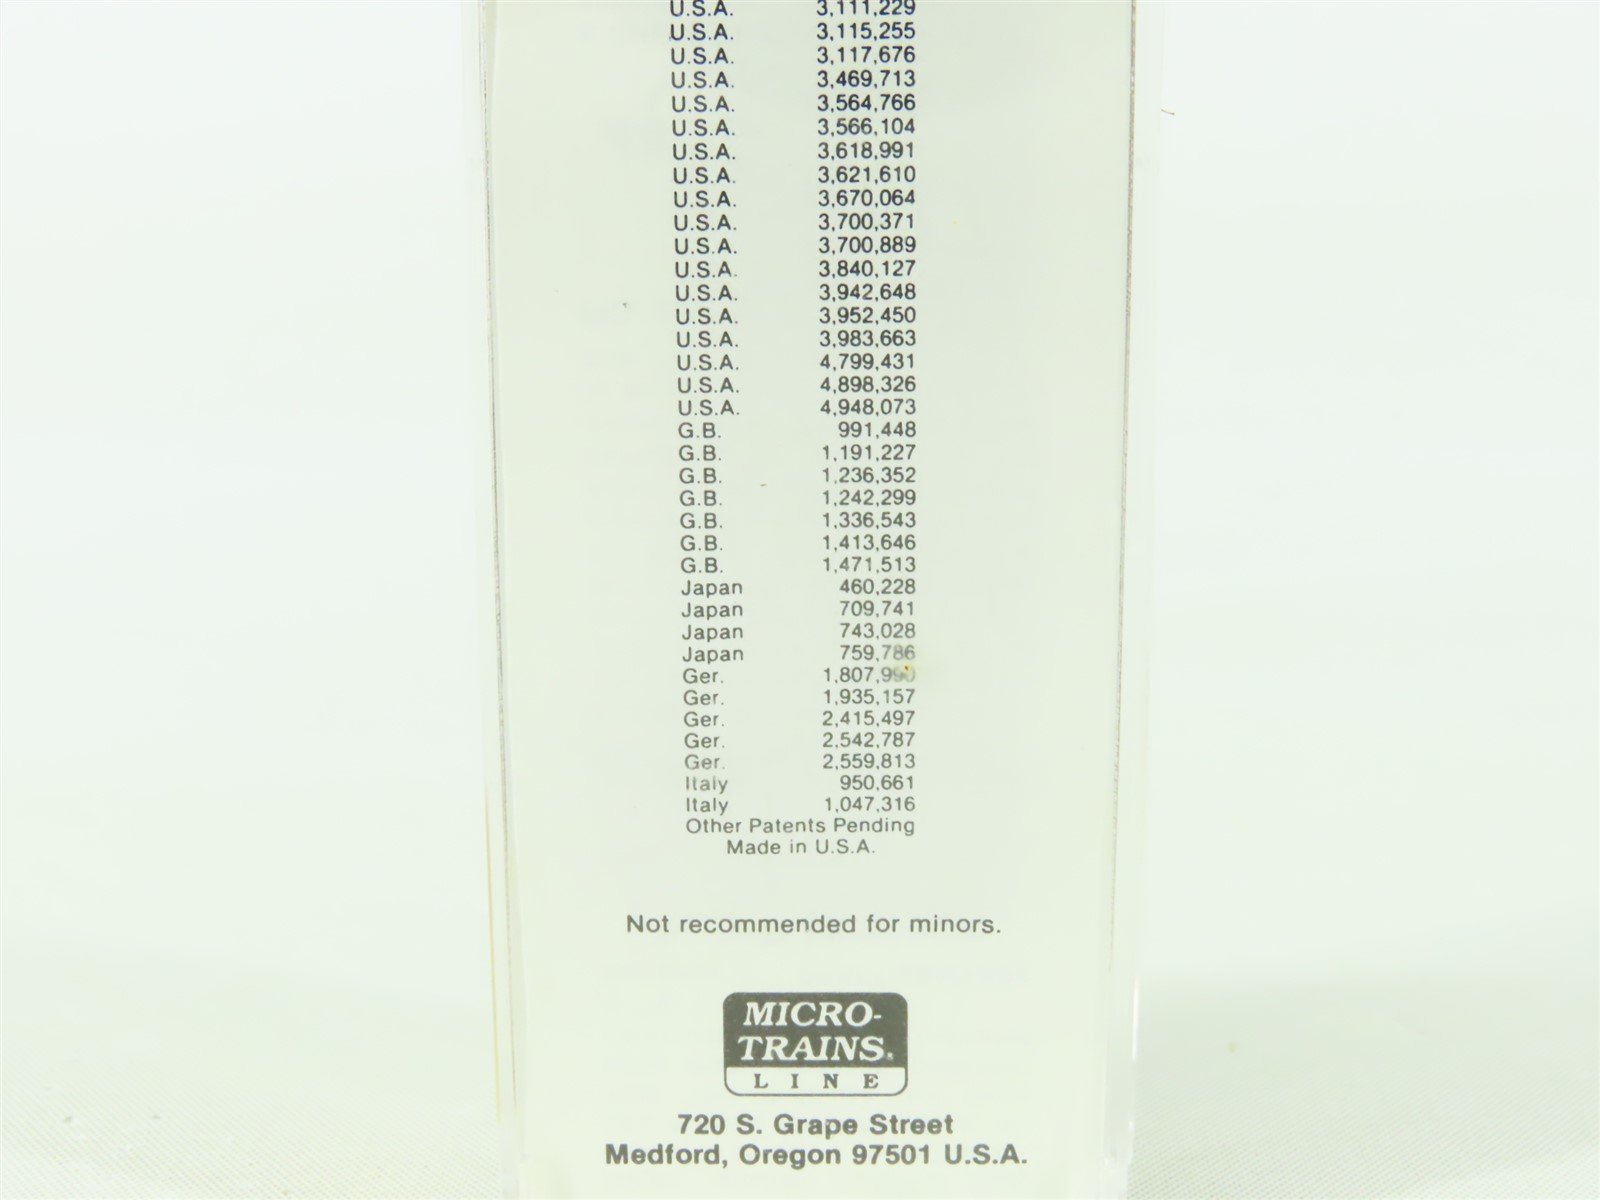 U.S.A. 3,111,229
U.S.A. 3,115,255
U.S.A. 3,117,676
U.S.A. 3,469,713
U.S.A. 3,564,766
U.S.A. 3,566,104
U.S.A. 3,618,991
U.S.A. 3,621,610
U.S.A. 3,670,064
U.S.A. 3,700,371
U.S.A. 3,700,889
U.S.A. 3,840,127
U.S.A. 3,942,648
U.S.A. 3,952,450
U.S.A. 3,983,663
U.S.A. 4,799,431
U.S.A. 4,898,326
U.S.A. 4,948,073
G.B. 991,448
G.B. 1,191,227
G.B. 1,236,352
G.B. 1,242,299
G.B. 1,336,543
G.B. 1,413,646
G.B. 1,471,513
Japan 460,228
Japan 709,741
Japan 743,028
Japan 759,786
Ger. 1,807,990
Ger. 1,935,157
Ger. 2,415,497
Ger. 2,542,787
Ger. 2,559,813
Italy 950,661
Italy 1,047,316
Other Patents Pending
Made in U.S.A.
Not recommended for minors.
MICRO-
TRAINS®
LINE
720 S. Grape Street
Medford, Oregon 97501 U.S.A.